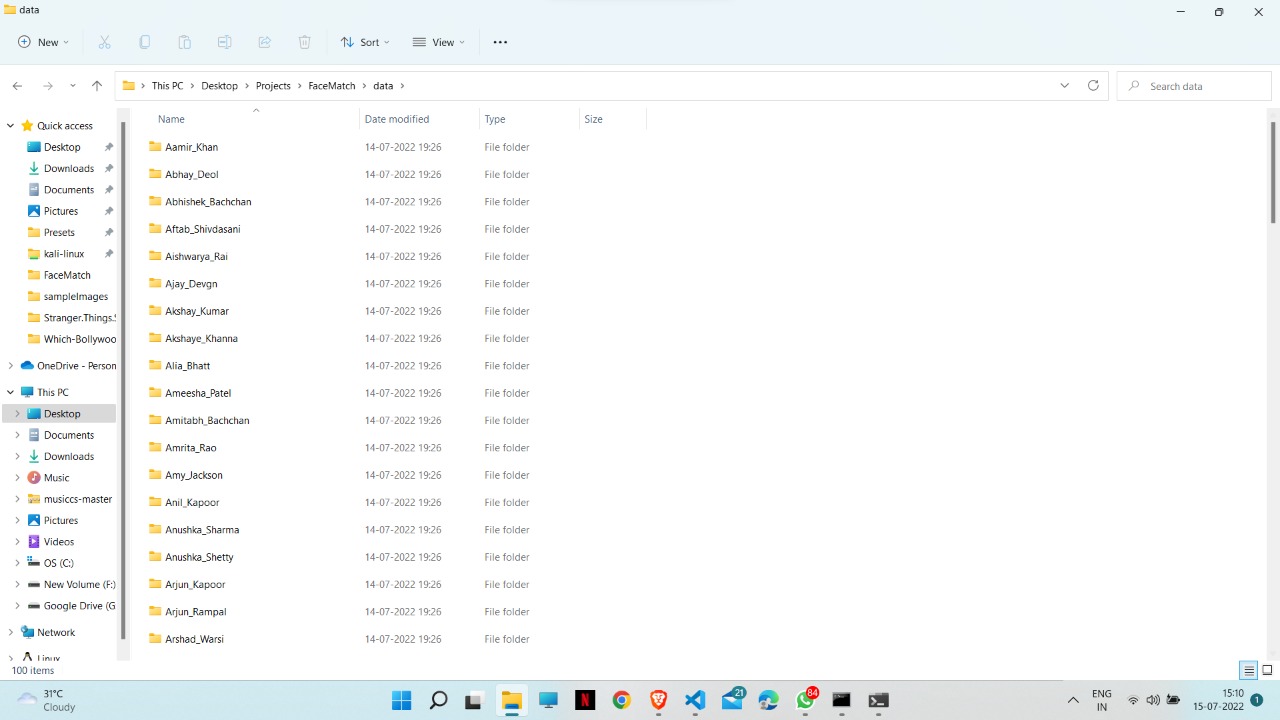 data
New
Sort
View
This PC > Desktop > Projects > FaceMatch > data >
Search data
Name Date modified Type Size
Quick access
Desktop
Downloads
Documents
Pictures
Presets
kali-linux
FaceMatch
sampleImages
Stranger.Things.S
Which-Bollywoo
OneDrive - Person
This PC
Desktop
Documents
Downloads
Music
musiccs-master
Pictures
Videos
OS (C:)
New Volume (F:)
Google Drive (G
Network
Linux
Aamir_Khan 14-07-2022 19:26 File folder
Abhay_Deol 14-07-2022 19:26 File folder
Abhishek_Bachchan 14-07-2022 19:26 File folder
Aftab_Shivdasani 14-07-2022 19:26 File folder
Aishwarya_Rai 14-07-2022 19:26 File folder
Ajay_Devgn 14-07-2022 19:26 File folder
Akshay_Kumar 14-07-2022 19:26 File folder
Akshaye_Khanna 14-07-2022 19:26 File folder
Alia_Bhatt 14-07-2022 19:26 File folder
Ameesha_Patel 14-07-2022 19:26 File folder
Amitabh_Bachchan 14-07-2022 19:26 File folder
Amrita_Rao 14-07-2022 19:26 File folder
Amy_Jackson 14-07-2022 19:26 File folder
Anil_Kapoor 14-07-2022 19:26 File folder
Anushka_Sharma 14-07-2022 19:26 File folder
Anushka_Shetty 14-07-2022 19:26 File folder
Arjun_Kapoor 14-07-2022 19:26 File folder
Arjun_Rampal 14-07-2022 19:26 File folder
Arshad_Warsi 14-07-2022 19:26 File folder
100 items
31°C
Cloudy
N
21
84
ENG
IN
15:10
15-07-2022
1